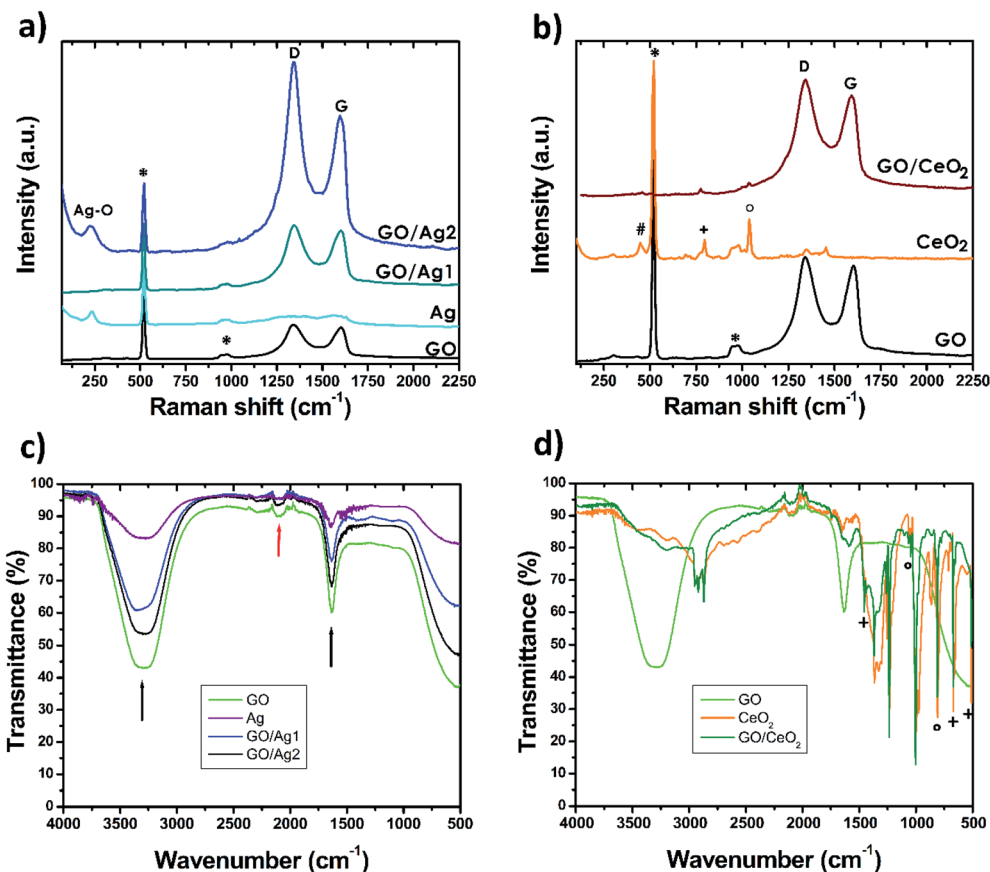 a)
D
G
*
Ag-O
GO/Ag2
GO/Ag1
Ag
*
GO
Intensity (a.u.)
250 500 750 1000 1250 1500 1750 2000 2250
Raman shift (cm⁻¹)
b)
*
D
G
GO/CeO₂
#
+
o
CeO₂
*
GO
Intensity (a.u.)
250 500 750 1000 1250 1500 1750 2000 2250
Raman shift (cm⁻¹)
c)
100
90
80
70
60
50
40
30
20
10
0
Transmittance (%)
GO
Ag
GO/Ag1
GO/Ag2
4000 3500 3000 2500 2000 1500 1000 500
Wavenumber (cm⁻¹)
d)
100
90
80
70
60
50
40
30
20
10
0
Transmittance (%)
o
+
o
+
+
GO
CeO₂
GO/CeO₂
4000 3500 3000 2500 2000 1500 1000 500
Wavenumber (cm⁻¹)